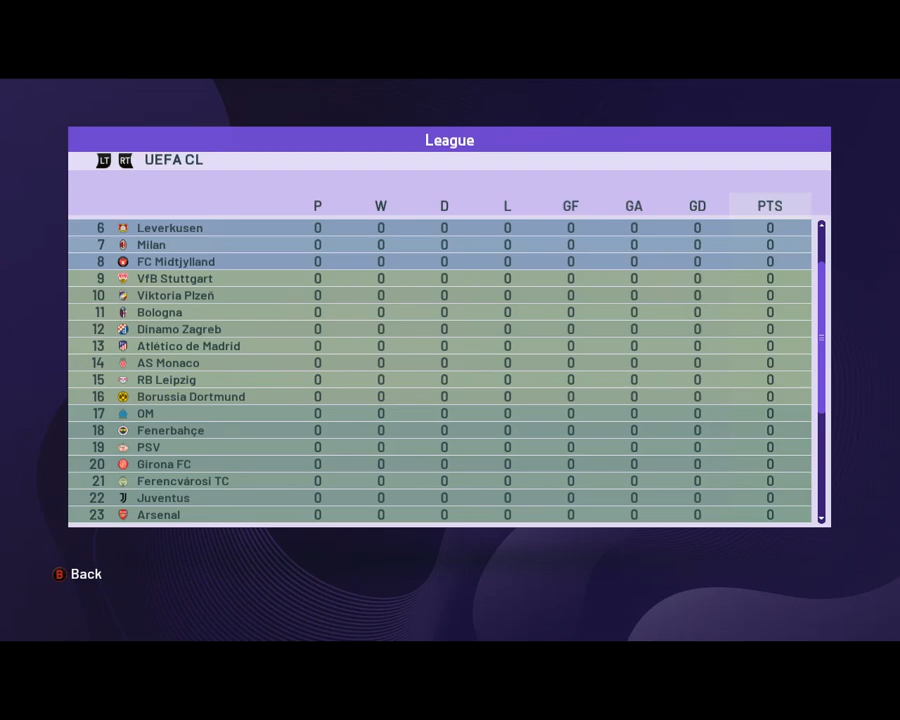 League
LT RT UEFA CL
P W D L GF GA GD PTS
6 Leverkusen 0 0 0 0 0 0 0 0
7 Milan 0 0 0 0 0 0 0 0
8 FC Midtjylland 0 0 0 0 0 0 0 0
9 VfB Stuttgart 0 0 0 0 0 0 0 0
10 Viktoria Plzeň 0 0 0 0 0 0 0 0
11 Bologna 0 0 0 0 0 0 0 0
12 Dinamo Zagreb 0 0 0 0 0 0 0 0
13 Atlético de Madrid 0 0 0 0 0 0 0 0
14 AS Monaco 0 0 0 0 0 0 0 0
15 RB Leipzig 0 0 0 0 0 0 0 0
16 Borussia Dortmund 0 0 0 0 0 0 0 0
17 OM 0 0 0 0 0 0 0 0
18 Fenerbahçe 0 0 0 0 0 0 0 0
19 PSV 0 0 0 0 0 0 0 0
20 Girona FC 0 0 0 0 0 0 0 0
21 Ferencvárosi TC 0 0 0 0 0 0 0 0
22 Juventus 0 0 0 0 0 0 0 0
23 Arsenal 0 0 0 0 0 0 0 0
B Back